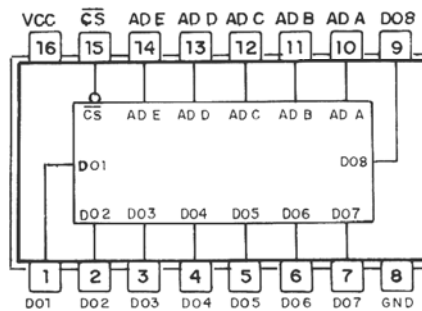 VCC CS AD E AD D AD C AD B AD A DO8
16 15 14 13 12 11 10 9
CS AD E AD D AD C AD B AD A
DO1 DO8
DO2 DO3 DO4 DO5 DO6 DO7
1 2 3 4 5 6 7 8
DO1 DO2 DO3 DO4 DO5 DO6 DO7 GND